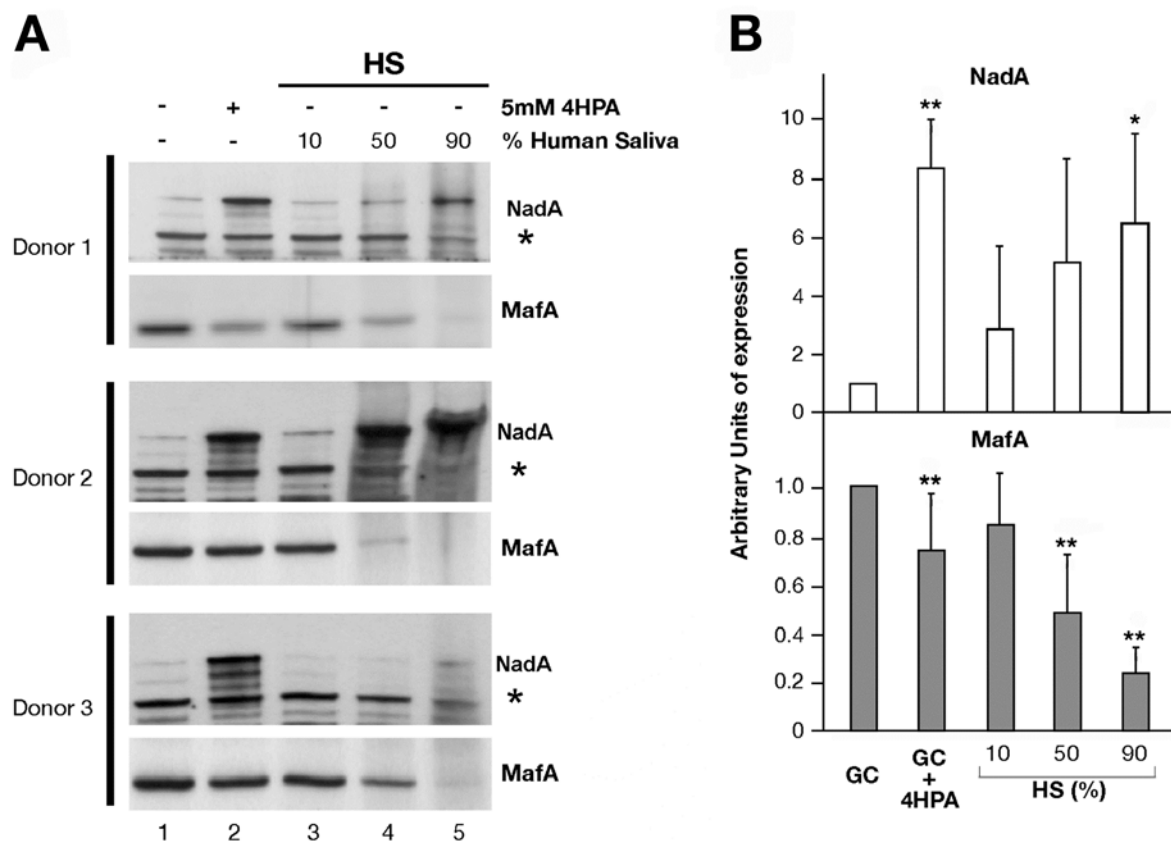 A
HS
- + - - - 5mM 4HPA
- - 10 50 90 % Human Saliva
Donor 1
NadA
*
MafA
Donor 2
NadA
*
MafA
Donor 3
NadA
*
MafA
1 2 3 4 5
B
NadA
Arbitrary Units of expression
10
8
6
4
2
0
**
*
MafA
1.0
0.8
0.6
0.4
0.2
0
**
**
**
GC
GC
+
4HPA
10 50 90
HS (%)